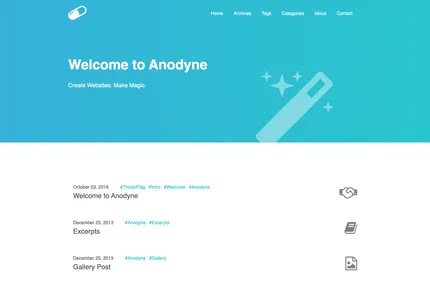 Home Archives Tags Categories About Contact
Welcome to Anodyne
Create Websites. Make Magic.
October 03, 2016 #ThisIsATag #Intro #Welcome #Anodyne
Welcome to Anodyne
December 25, 2013 #Anodyne #Excerpts
Excerpts
December 25, 2013 #Anodyne #Gallery
Gallery Post